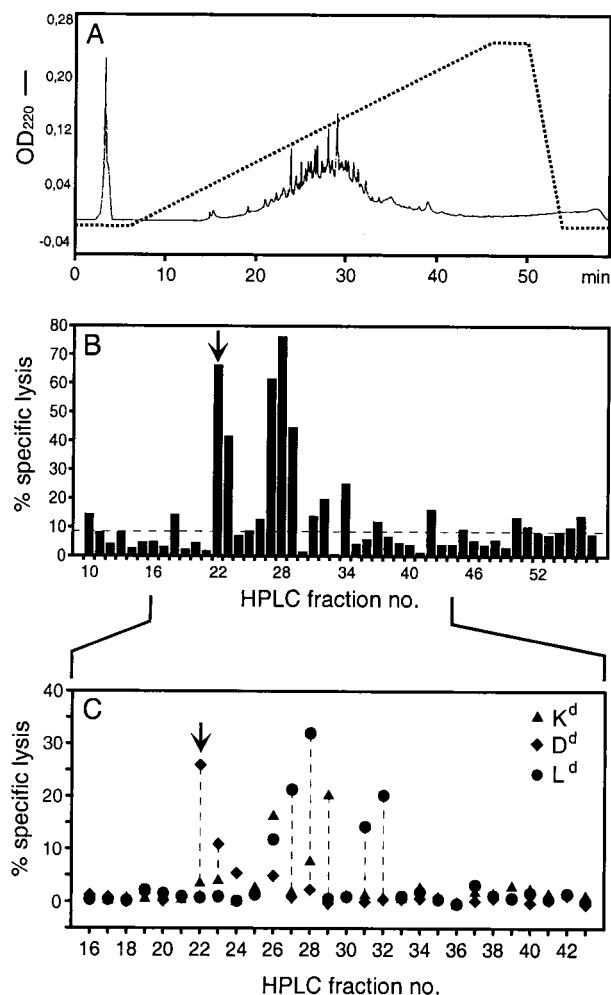 A
OD220 —
0,28
0,20
0,12
0,04
-0,04
0 10 20 30 40 50 min
B
% specific lysis
80
70
60
50
40
30
20
10
0
10 16 22 28 34 40 46 52
HPLC fraction no.
C
% specific lysis
40
30
20
10
0
▲ K^d
◆ D^d
● L^d
16 18 20 22 24 26 28 30 32 34 36 38 40 42
HPLC fraction no.